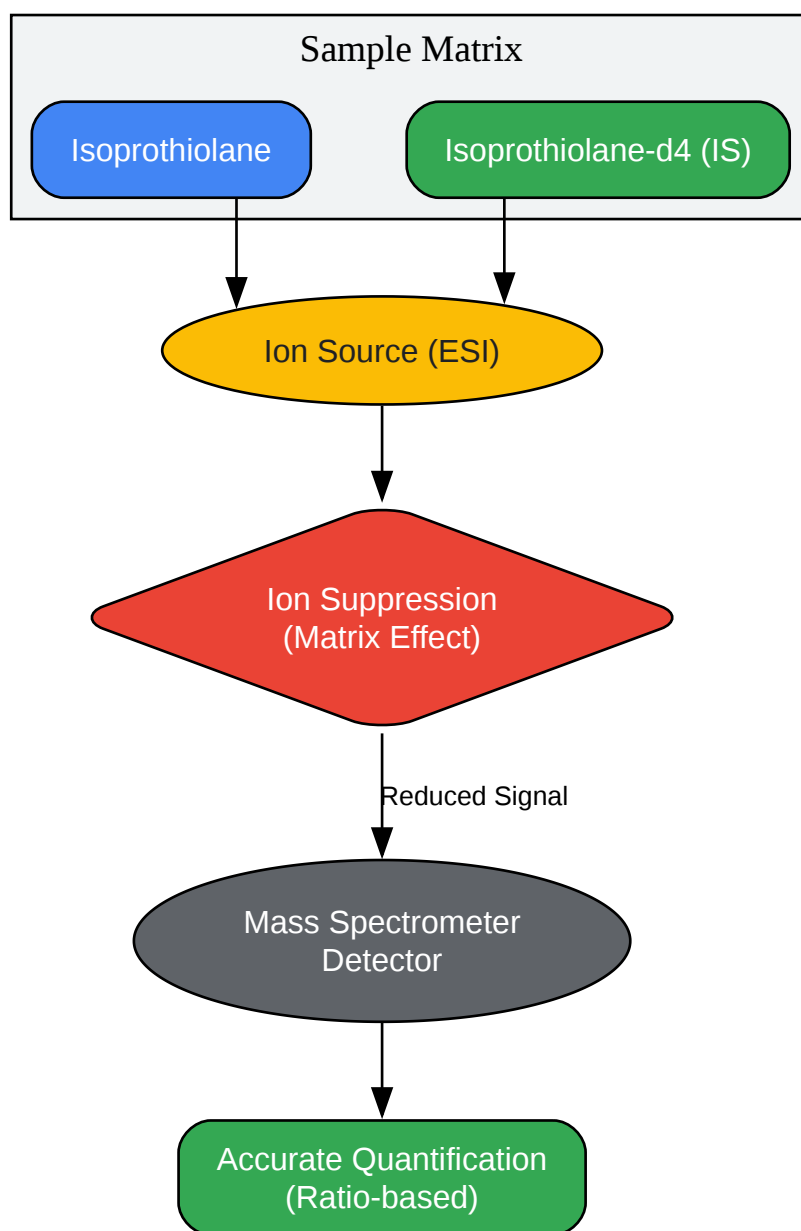 Sample Matrix
Isoprothiolane
Isoprothiolane-d4 (IS)
Ion Source (ESI)
Ion Suppression
(Matrix Effect)
Reduced Signal
Mass Spectrometer
Detector
Accurate Quantification
(Ratio-based)